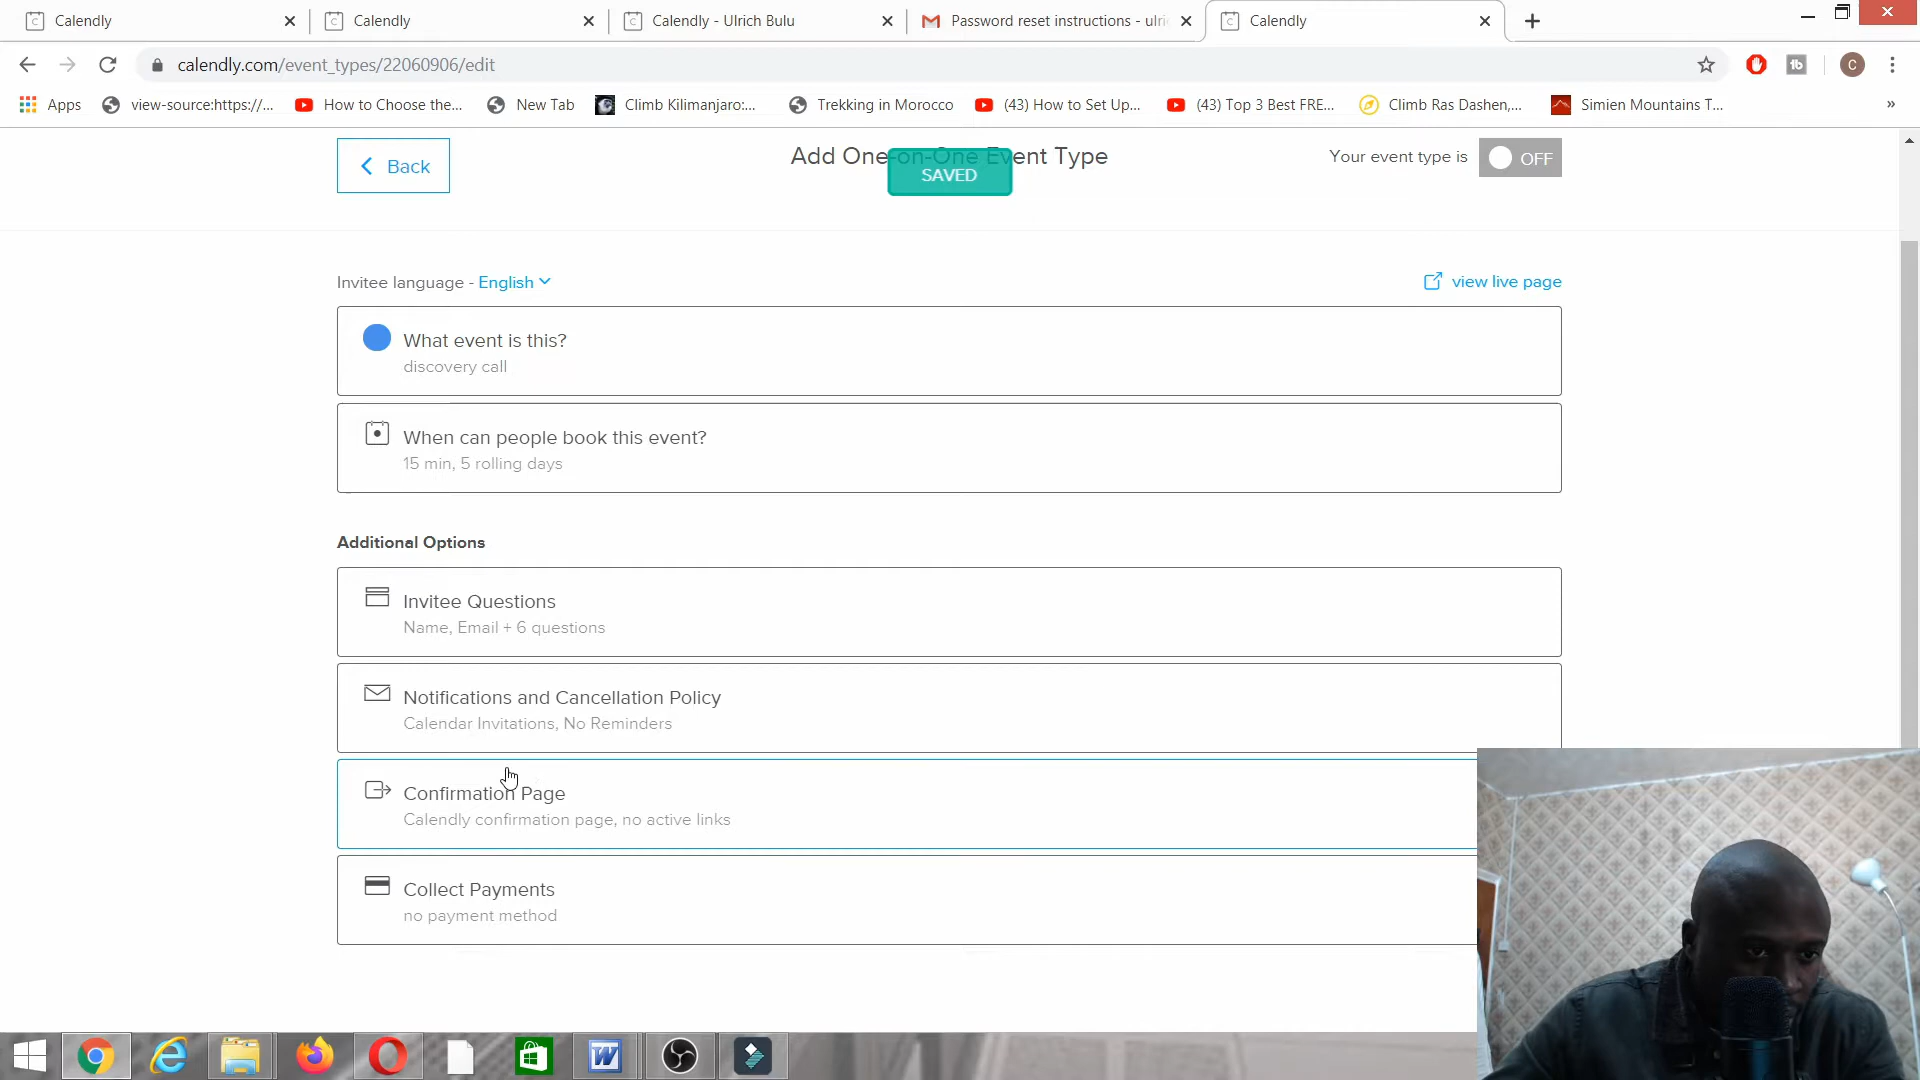 Calendly
Calendly
Calendly - Ulrich Bulu
Password reset instructions - ulri
Calendly
calendly.com/event_types/22060906/edit
Apps
view-source:https://...
How to Choose the...
New Tab
Climb Kilimanjaro:...
Trekking in Morocco
(43) How to Set Up...
(43) Top 3 Best FRE...
Climb Ras Dashen,...
Simien Mountains T...
Back
Add One-on-One Event Type
SAVED
Your event type is
OFF
Invitee language - English
view live page
What event is this?
discovery call
When can people book this event?
15 min, 5 rolling days
Additional Options
Invitee Questions
Name, Email + 6 questions
Notifications and Cancellation Policy
Calendar Invitations, No Reminders
Confirmation Page
Calendly confirmation page, no active links
Collect Payments
no payment method